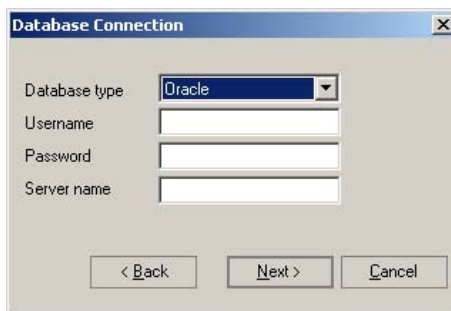 Database Connection
Database type Oracle
Username
Password
Server name
< Back Next > Cancel